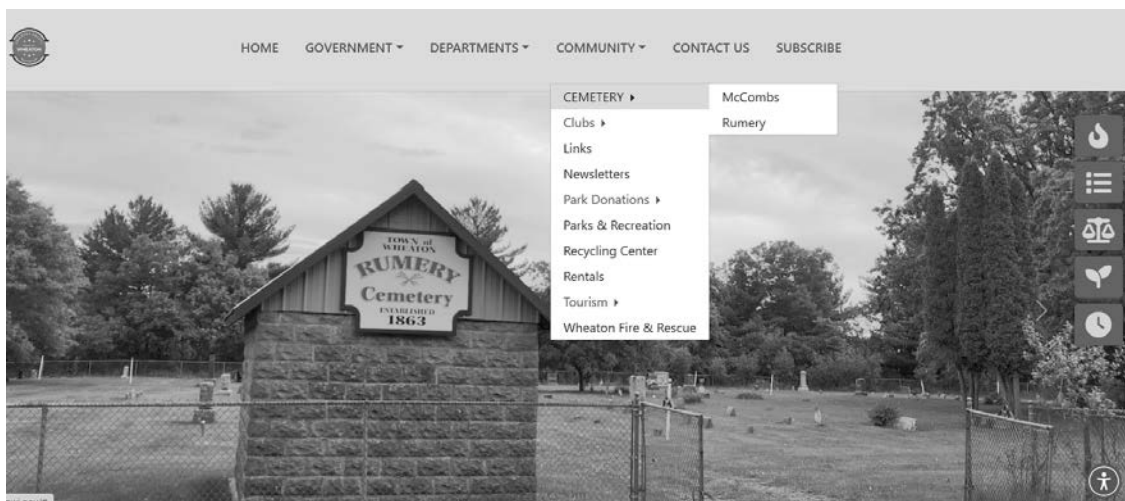 WHEATON
HOME GOVERNMENT DEPARTMENTS COMMUNITY CONTACT US SUBSCRIBE
CEMETERY McCombs
Clubs Rumery
Links
Newsletters
Park Donations
Parks & Recreation
Recycling Center
Rentals
Tourism
Wheaton Fire & Rescue
TOWN of
WHEATON
RUMERY
Cemetery
ESTABLISHED
1863